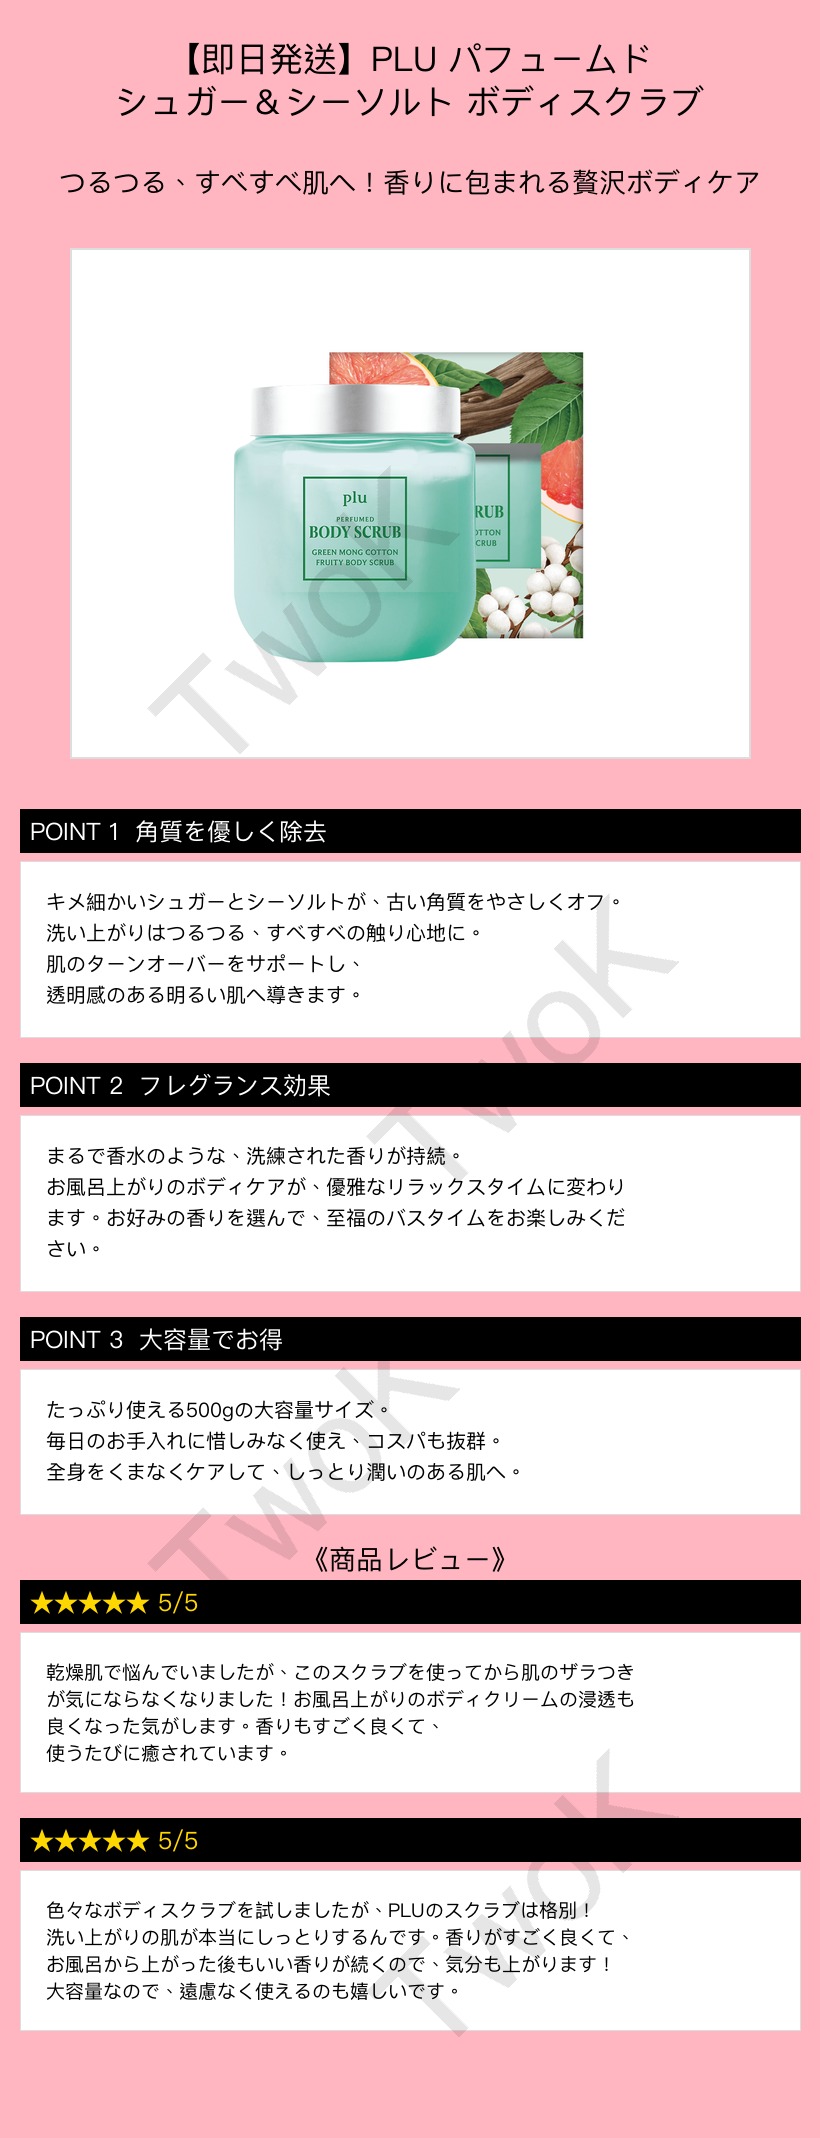 【即日発送】PLU パフュームド
シュガー＆シーソルト ボディスクラブ
つるつる、すべすべ肌へ！香りに包まれる贅沢ボディケア
plu
PERFUMED
BODY SCRUB
GREEN MONG COTTON
FRUITY BODY SCRUB
RUB
OTTON
CRUB
TwoK
POINT 1 角質を優しく除去
キメ細かいシュガーとシーソルトが、古い角質をやさしくオフ。
洗い上がりはつるつる、すべすべの触り心地に。
肌のターンオーバーをサポートし、
透明感のある明るい肌へ導きます。
TwoK
POINT 2 フレグランス効果
まるで香水のような、洗練された香りが持続。
お風呂上がりのボディケアが、優雅なリラックスタイムに変わり
ます。お好みの香りを選んで、至福のバスタイムをお楽しみくだ
さい。
POINT 3 大容量でお得
たっぷり使える500gの大容量サイズ。
毎日のお手入れに惜しみなく使え、コスパも抜群。
全身をくまなくケアして、しっとり潤いのある肌へ。
TwoK
《商品レビュー》
★★★★★ 5/5
乾燥肌で悩んでいましたが、このスクラブを使ってから肌のザラつき
が気にならなくなりました！お風呂上がりのボディクリームの浸透も
良くなった気がします。香りもすごく良くて、
使うたびに癒されています。
★★★★★ 5/5
色々なボディスクラブを試しましたが、PLUのスクラブは格別！
洗い上がりの肌が本当にしっとりするんです。香りがすごく良くて、
お風呂から上がった後もいい香りが続くので、気分も上がります！
大容量なので、遠慮なく使えるのも嬉しいです。
TwoK